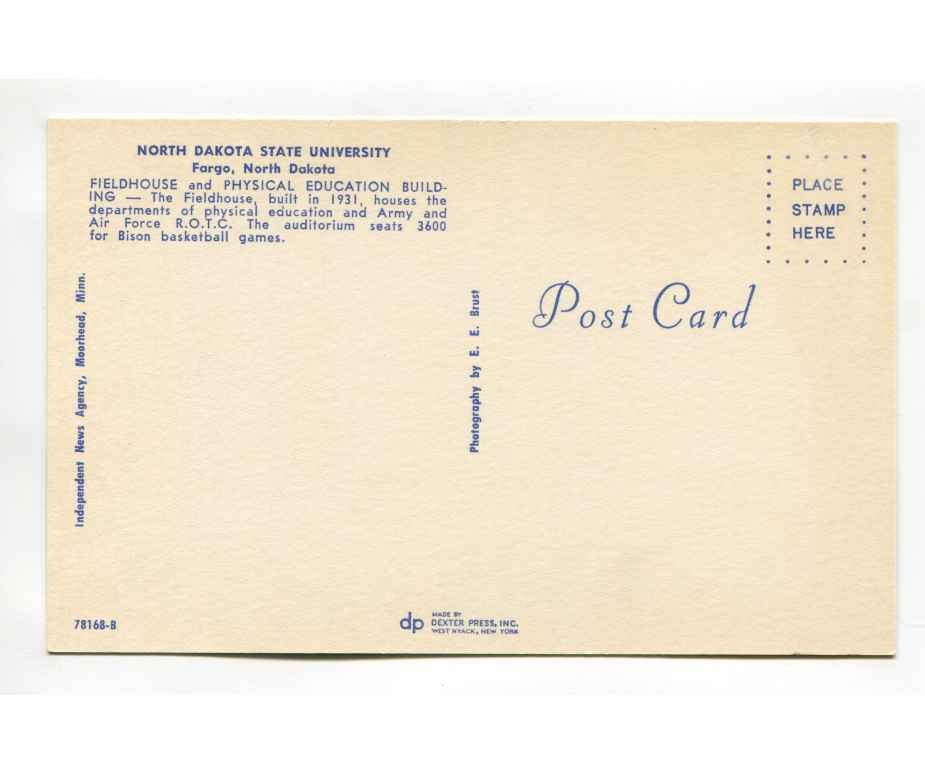 NORTH DAKOTA STATE UNIVERSITY
Fargo, North Dakota
FIELDHOUSE and PHYSICAL EDUCATION BUILD-
ING — The Fieldhouse, built in 1931, houses the
departments of physical education and Army and
Air Force R.O.T.C. The auditorium seats 3600
for Bison basketball games.
PLACE
STAMP
HERE
Independent News Agency, Moorhead, Minn.
Photography by E. E. Brust
Post Card
78168-B
dp
MADE BY
DEXTER PRESS, INC.
WEST NYACK, NEW YORK